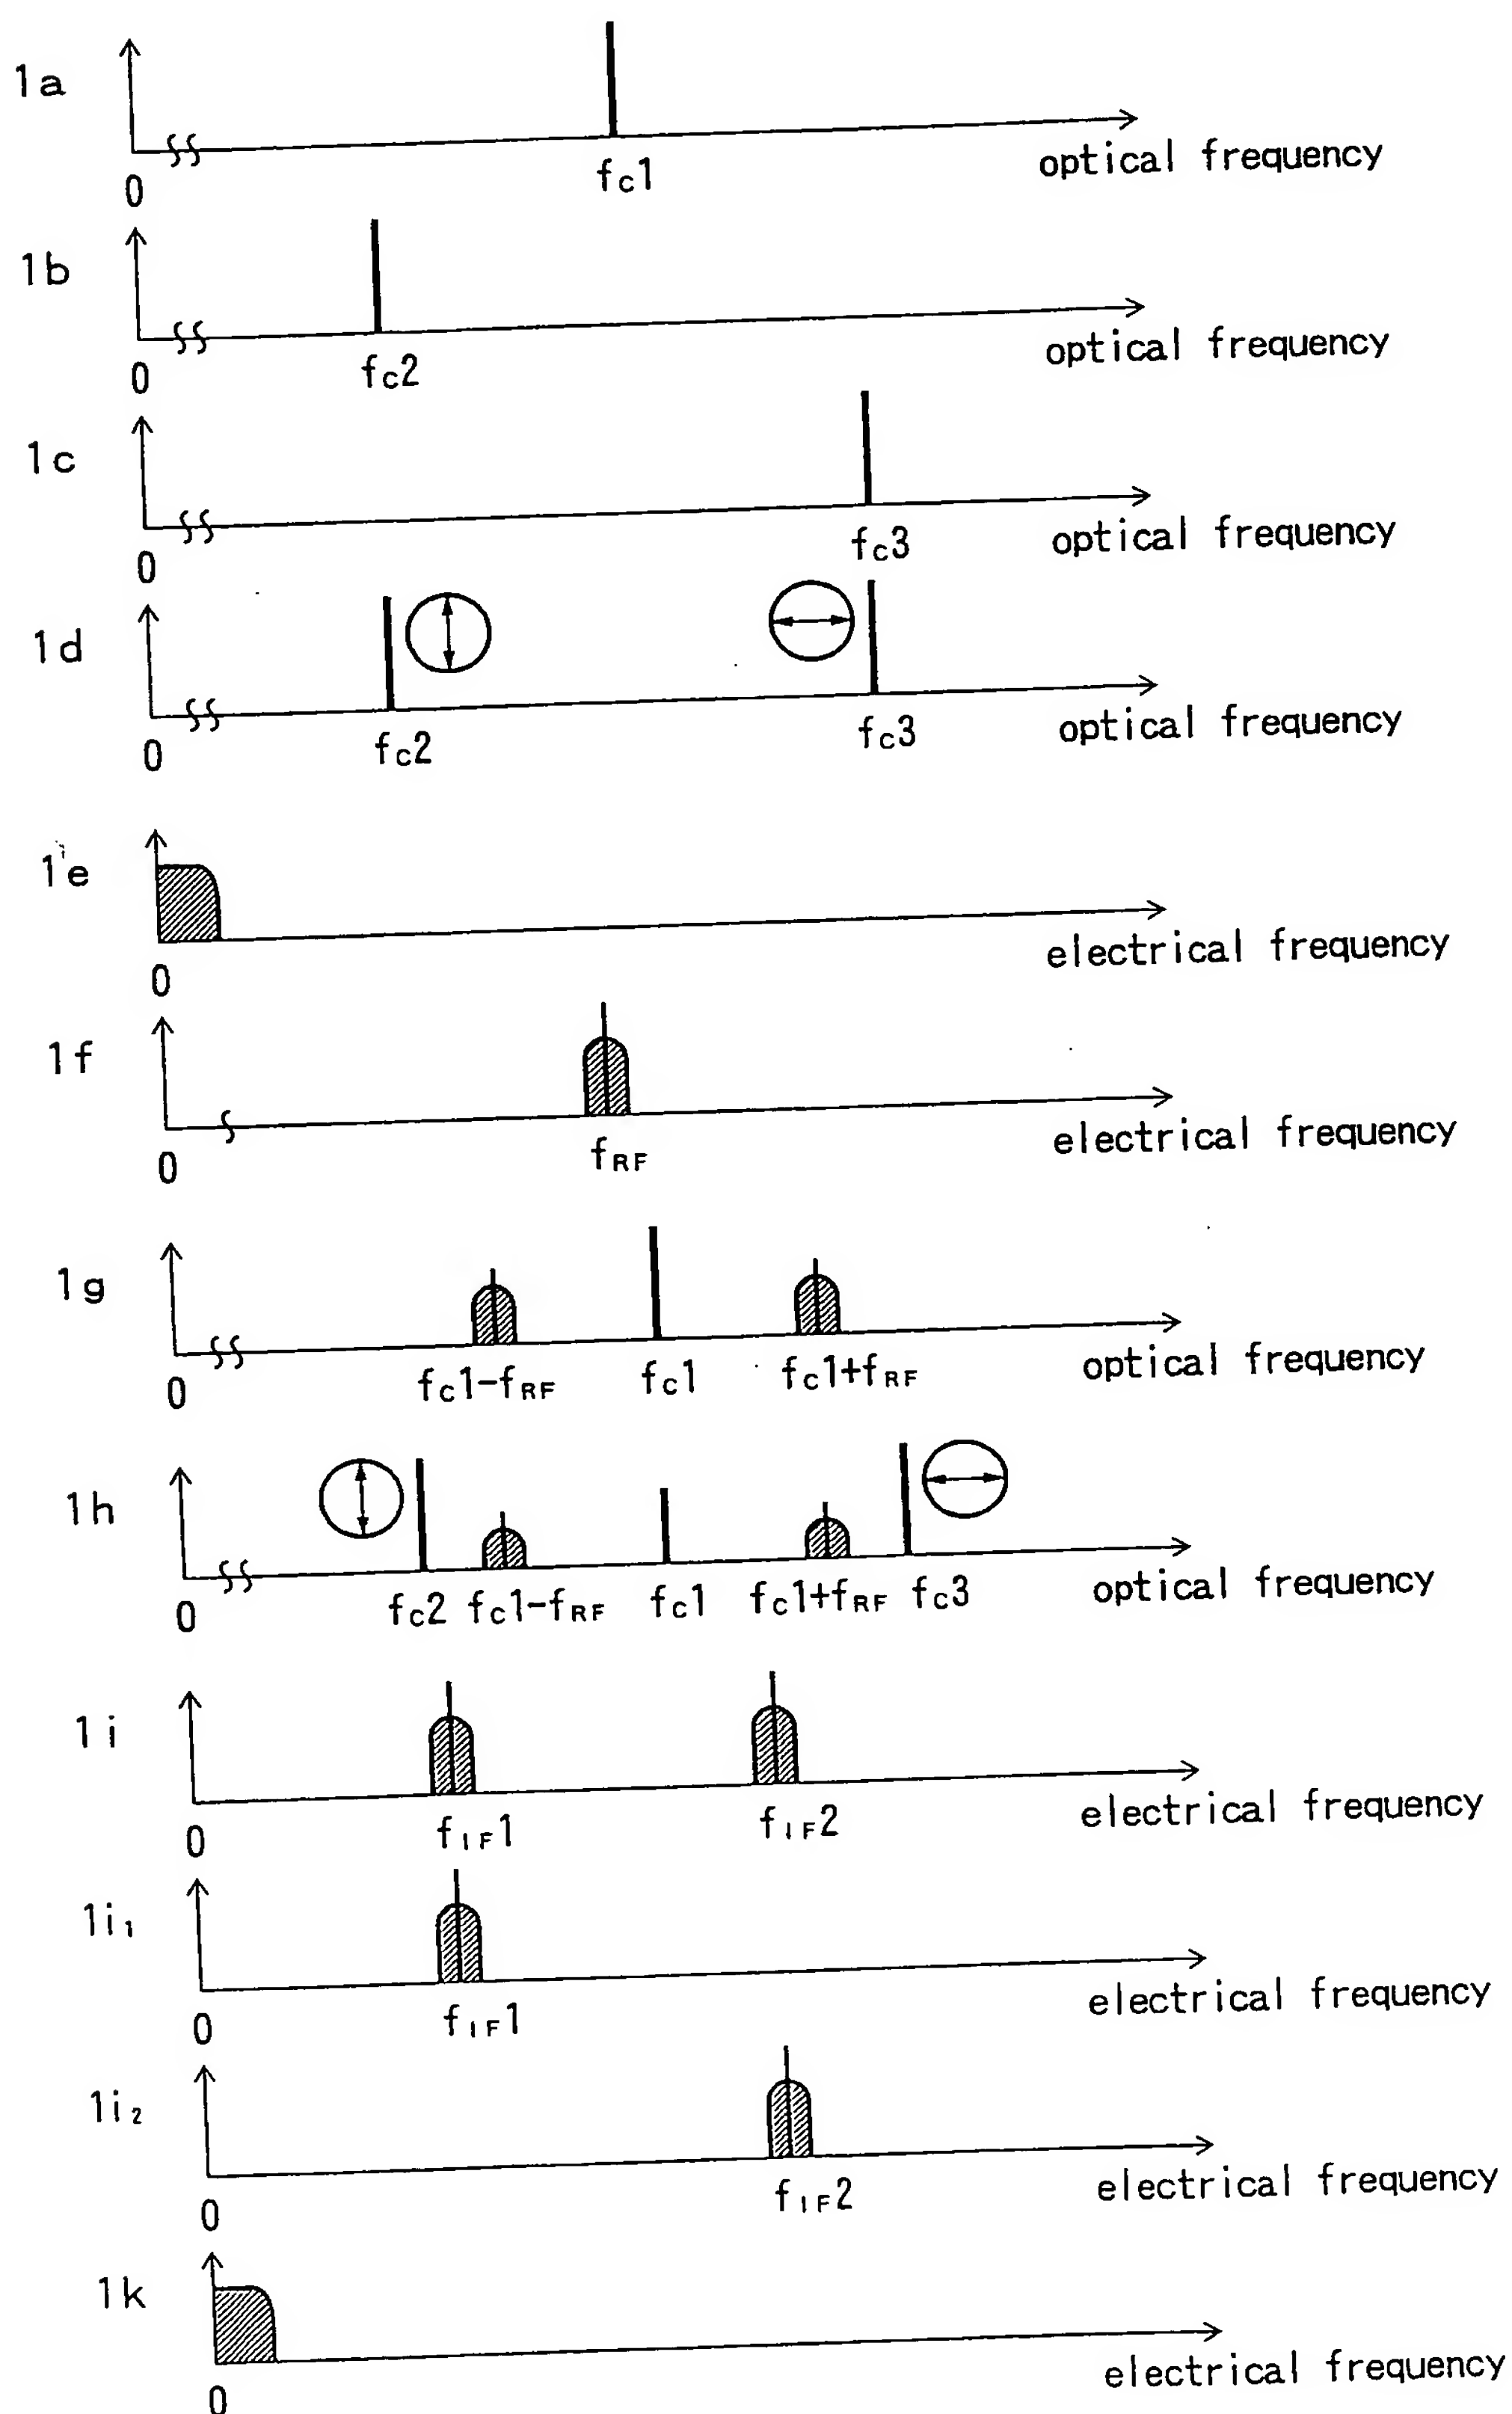 1a
optical frequency
0
fc1
1b
optical frequency
0
fc2
1c
optical frequency
0
fc3
1d
optical frequency
0
fc2
fc3
1e
electrical frequency
0
1f
electrical frequency
0
fRF
1g
optical frequency
0
fc1-fRF
fc1
fc1+fRF
1h
optical frequency
0
fc2
fc1-fRF
fc1
fc1+fRF
fc3
1i
electrical frequency
0
fIF1
fIF2
1i1
electrical frequency
0
fIF1
1i2
electrical frequency
0
fIF2
1k
electrical frequency
0